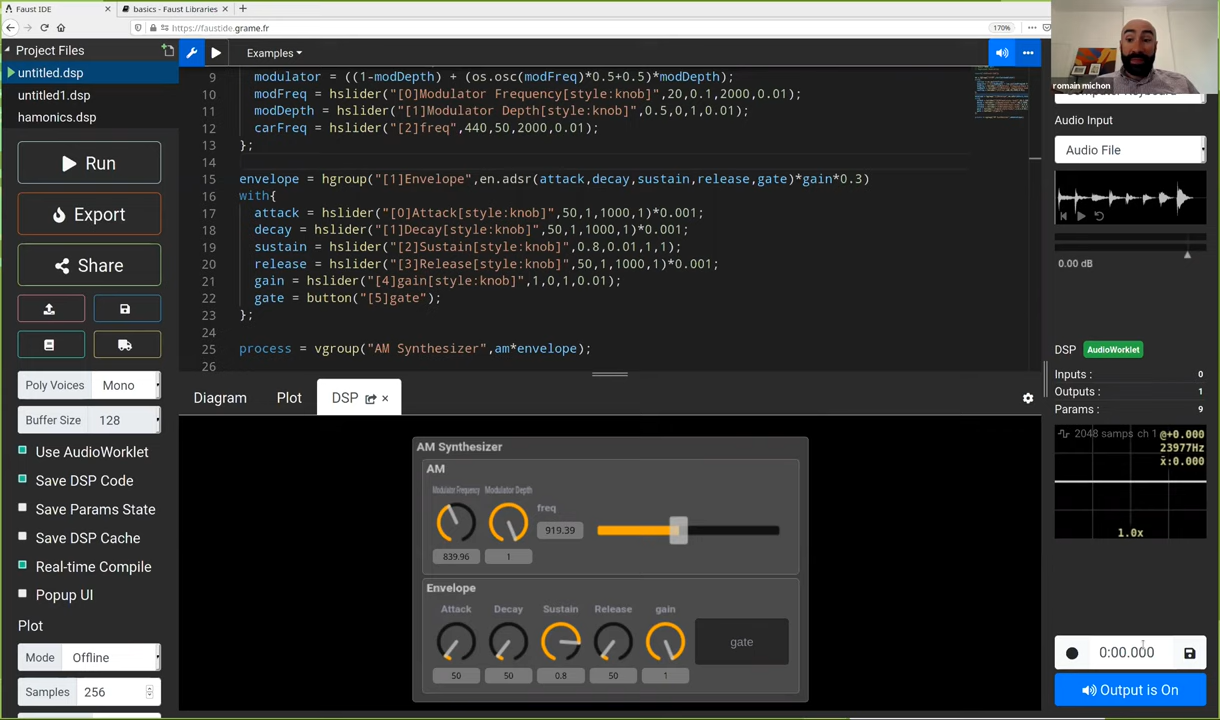 Faust IDE
basics - Faust Libraries
https://faustide.grame.fr
170%
romain michon
Project Files
untitled.dsp
untitled1.dsp
hamonics.dsp
Run
Export
Share
Poly Voices
Mono
Buffer Size
128
Use AudioWorklet
Save DSP Code
Save Params State
Save DSP Cache
Real-time Compile
Popup UI
Plot
Mode
Offline
Samples
256
Examples
9 modulator = ((1-modDepth) + (os.osc(modFreq)*0.5+0.5)*modDepth);
10 modFreq = hslider("[0]Modulator Frequency[style:knob]",20,0.1,2000,0.01);
11 modDepth = hslider("[1]Modulator Depth[style:knob]",0.5,0,1,0.01);
12 carFreq = hslider("[2]freq",440,50,2000,0.01);
13 };
14
15 envelope = hgroup("[1]Envelope",en.adsr(attack,decay,sustain,release,gate)*gain*0.3)
16 with{
17 attack = hslider("[0]Attack[style:knob]",50,1,1000,1)*0.001;
18 decay = hslider("[1]Decay[style:knob]",50,1,1000,1)*0.001;
19 sustain = hslider("[2]Sustain[style:knob]",0.8,0.01,1,1);
20 release = hslider("[3]Release[style:knob]",50,1,1000,1)*0.001;
21 gain = hslider("[4]gain[style:knob]",1,0,1,0.01);
22 gate = button("[5]gate");
23 };
24
25 process = vgroup("AM Synthesizer",am*envelope);
26
Diagram
Plot
DSP
AM Synthesizer
AM
Modulator Frequency
Modulator Depth
freq
839.96
1
919.39
Envelope
Attack
Decay
Sustain
Release
gain
gate
50
50
0.8
50
1
Audio Input
Audio File
0.00 dB
DSP
AudioWorklet
Inputs : 0
Outputs : 1
Params : 9
2048 samps ch 1
@+0.000
23977Hz
x̄:0.000
1.0x
0:00.000
Output is On